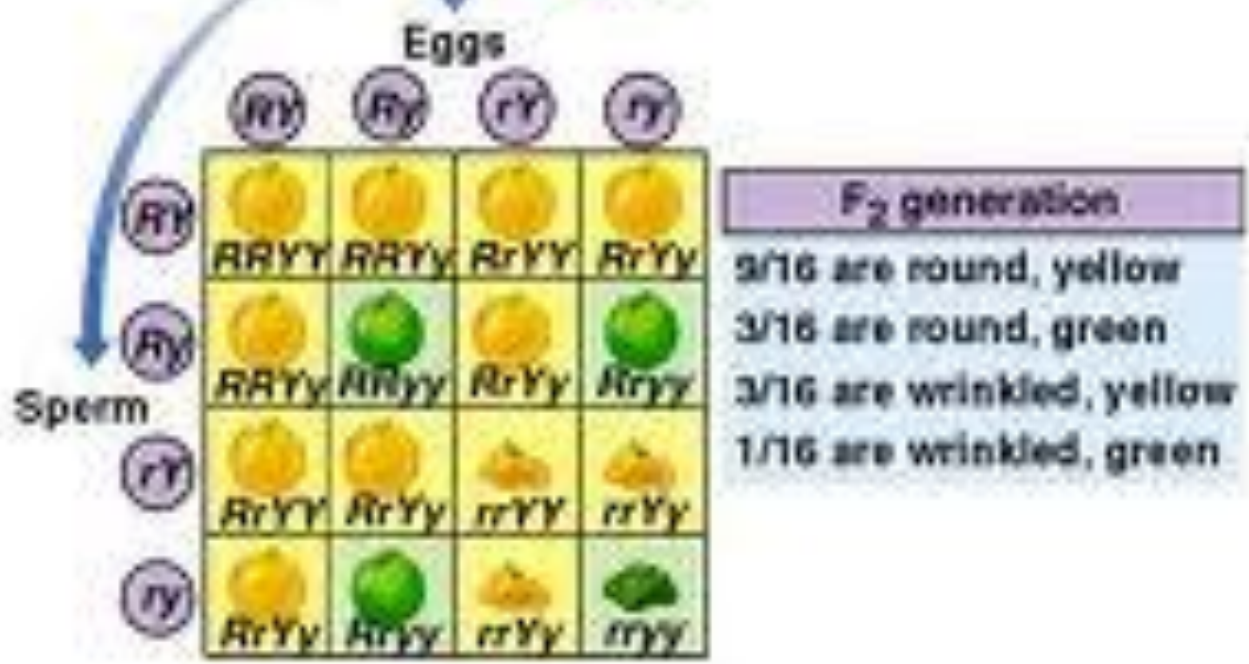 Eggs
RY Ry rY ry
RY
RRYY RRYy RrYY RrYy
Ry
RRYy RRyy RrYy Rryy
Sperm
rY
RrYY RrYy rrYY rrYy
ry
RrYy Rryy rrYy rryy
F2 generation
9/16 are round, yellow
3/16 are round, green
3/16 are wrinkled, yellow
1/16 are wrinkled, green